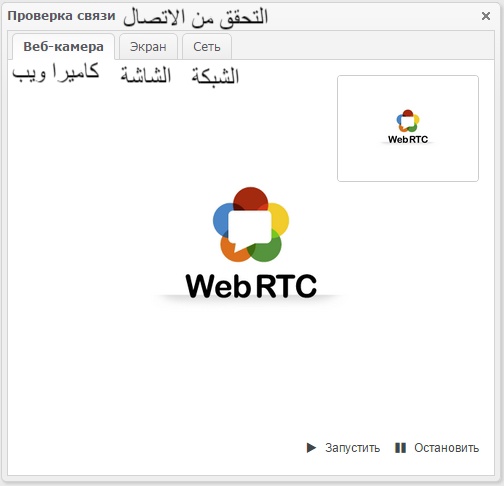 Проверка связи التحقق من الاتصال
Веб-камера Экран Сеть
كاميرا ويب الشاشة الشبكة
WebRTC
WebRTC
Запустить Остановить